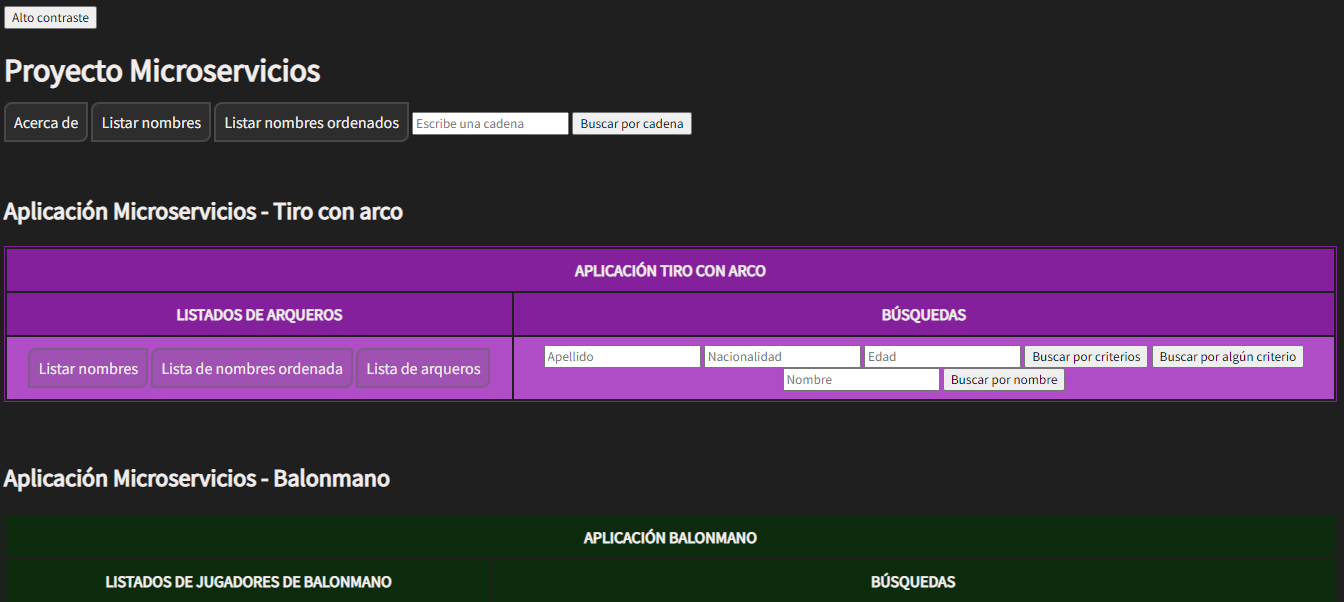 Alto contraste
Proyecto Microservicios
Acerca de Listar nombres Listar nombres ordenados Escribe una cadena Buscar por cadena
Aplicación Microservicios - Tiro con arco
APLICACIÓN TIRO CON ARCO
LISTADOS DE ARQUEROS BÚSQUEDAS
Listar nombres Lista de nombres ordenada Lista de arqueros Apellido Nacionalidad Edad Buscar por criterios Buscar por algún criterio
Nombre Buscar por nombre
Aplicación Microservicios - Balonmano
APLICACIÓN BALONMANO
LISTADOS DE JUGADORES DE BALONMANO BÚSQUEDAS